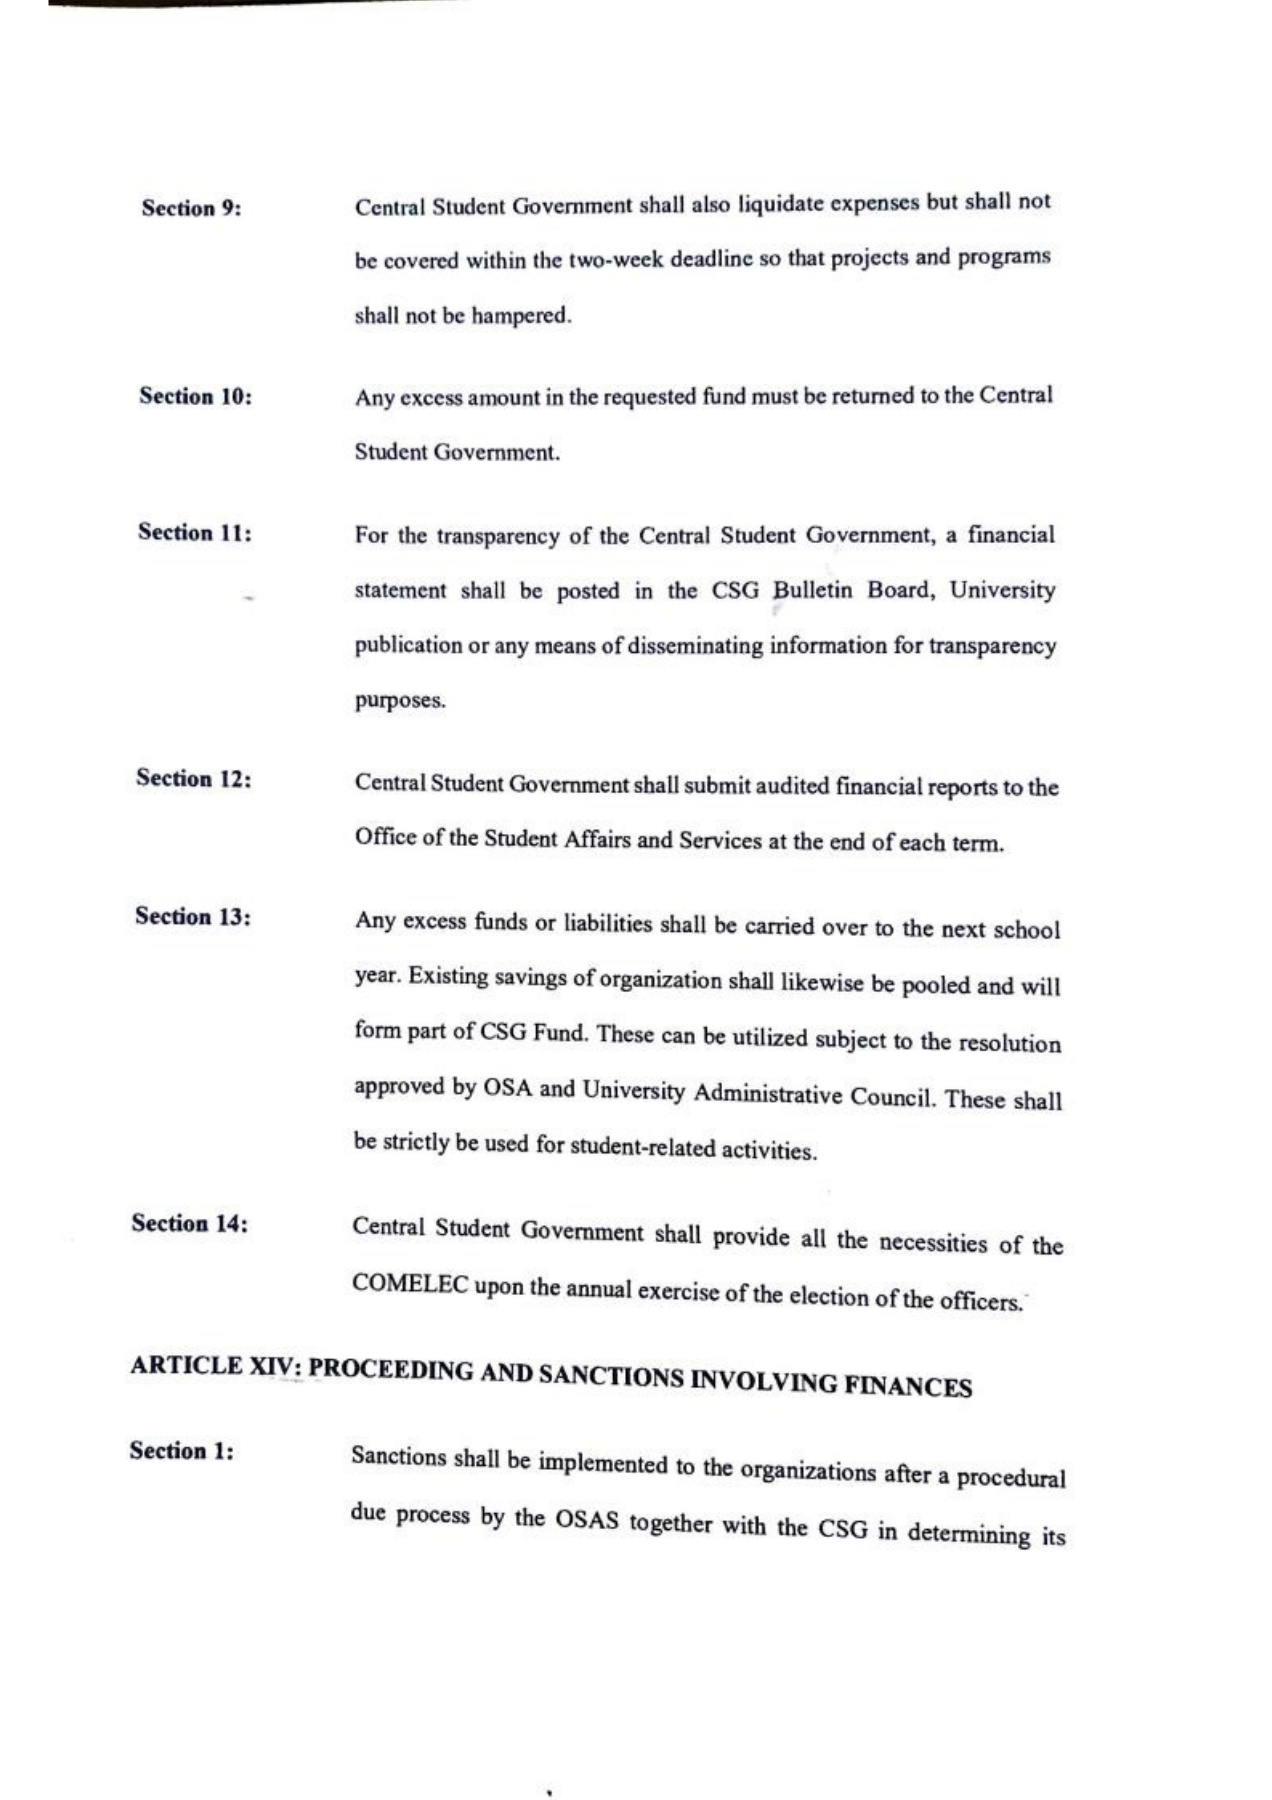 Section 9: Central Student Government shall also liquidate expenses but shall not
be covered within the two-week deadline so that projects and programs
shall not be hampered.
Section 10: Any excess amount in the requested fund must be returned to the Central
Student Government.
Section 11: For the transparency of the Central Student Government, a financial
statement shall be posted in the CSG Bulletin Board, University
publication or any means of disseminating information for transparency
purposes.
Section 12: Central Student Government shall submit audited financial reports to the
Office of the Student Affairs and Services at the end of each term.
Section 13: Any excess funds or liabilities shall be carried over to the next school
year. Existing savings of organization shall likewise be pooled and will
form part of CSG Fund. These can be utilized subject to the resolution
approved by OSA and University Administrative Council. These shall
be strictly be used for student-related activities.
Section 14: Central Student Government shall provide all the necessities of the
COMELEC upon the annual exercise of the election of the officers.
ARTICLE XIV: PROCEEDING AND SANCTIONS INVOLVING FINANCES
Section 1: Sanctions shall be implemented to the organizations after a procedural
due process by the OSAS together with the CSG in determining its